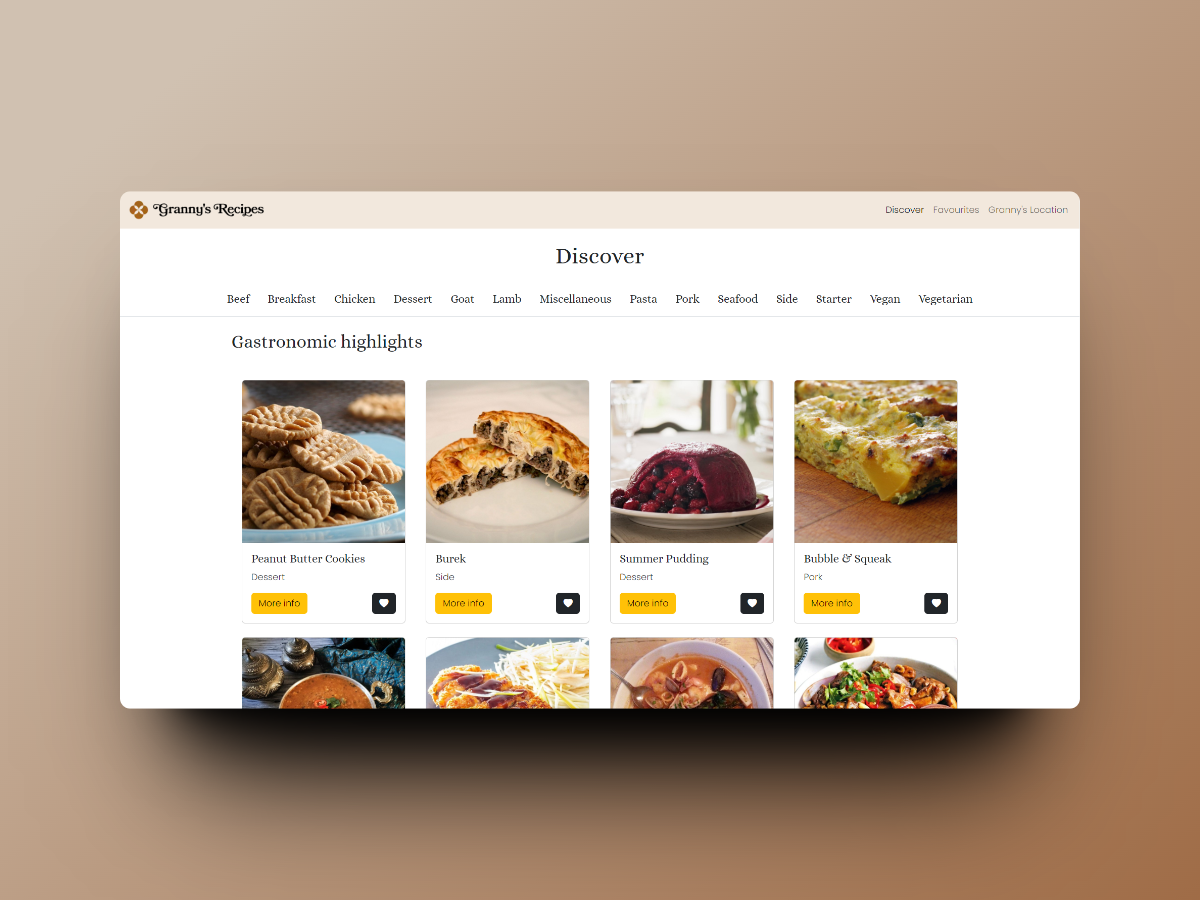 Granny's Recipes
Discover Favourites Granny's Location
Discover
Beef Breakfast Chicken Dessert Goat Lamb Miscellaneous Pasta Pork Seafood Side Starter Vegan Vegetarian
Gastronomic highlights
Peanut Butter Cookies
Dessert
More info
Burek
Side
More info
Summer Pudding
Dessert
More info
Bubble & Squeak
Pork
More info